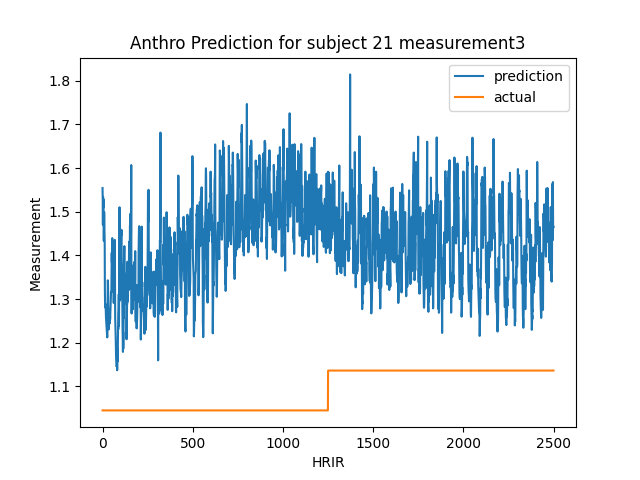 Anthro Prediction for subject 21 measurement3
prediction
actual
1.8
1.7
1.6
1.5
1.4
1.3
1.2
1.1
Measurement
0
500
1000
1500
2000
2500
HRIR